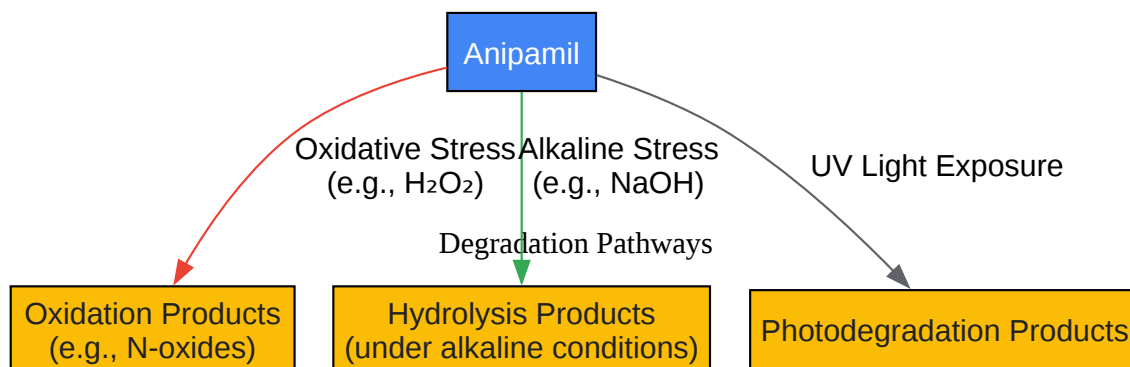 Anipamil
Oxidative Stress
(e.g., H₂O₂)
Alkaline Stress
(e.g., NaOH)
UV Light Exposure
Degradation Pathways
Oxidation Products
(e.g., N-oxides)
Hydrolysis Products
(under alkaline conditions)
Photodegradation Products